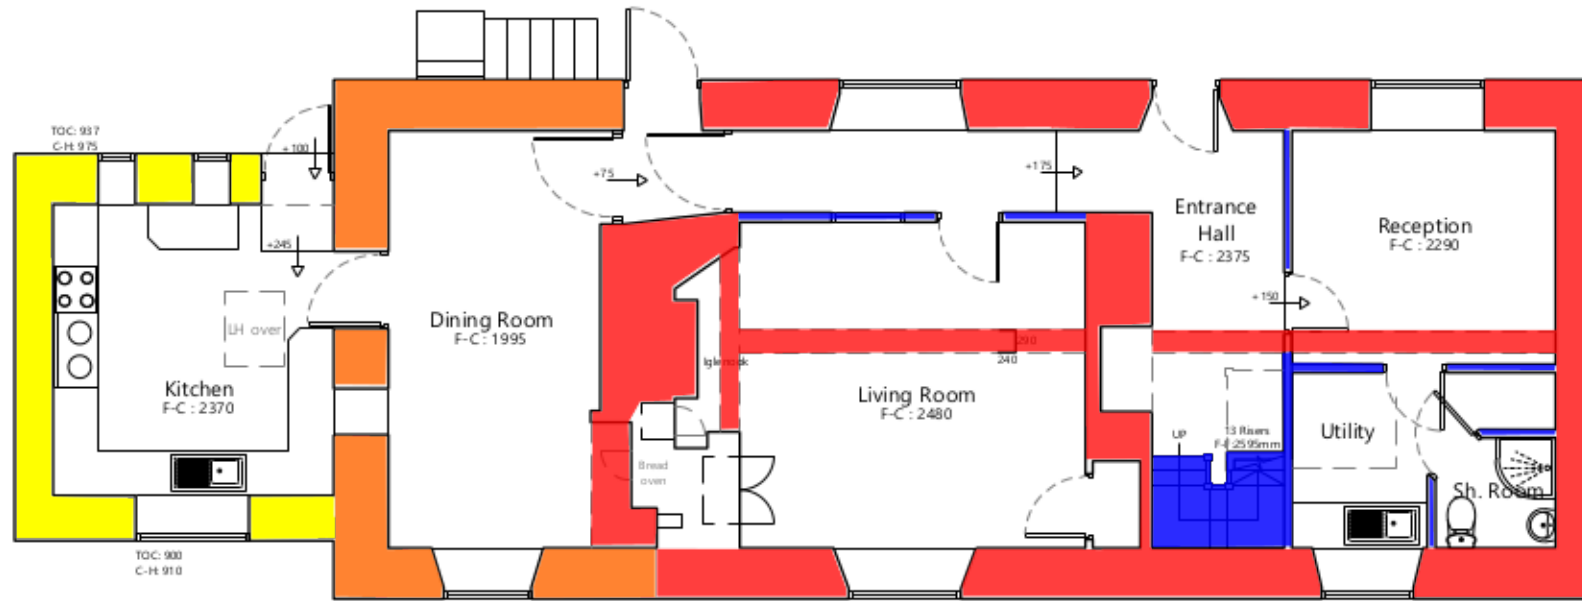 TOC: 937
C-H: 975
+100
+75
+175
Entrance
Hall
F-C : 2375
Reception
F-C : 2290
+245
+150
LH over
Dining Room
F-C : 1995
290
240
Kitchen
F-C : 2370
Living Room
F-C : 2480
UP
13 Risers
F-F:2595mm
Utility
Bread
oven
Sh. Room
TOC: 900
C-H: 910